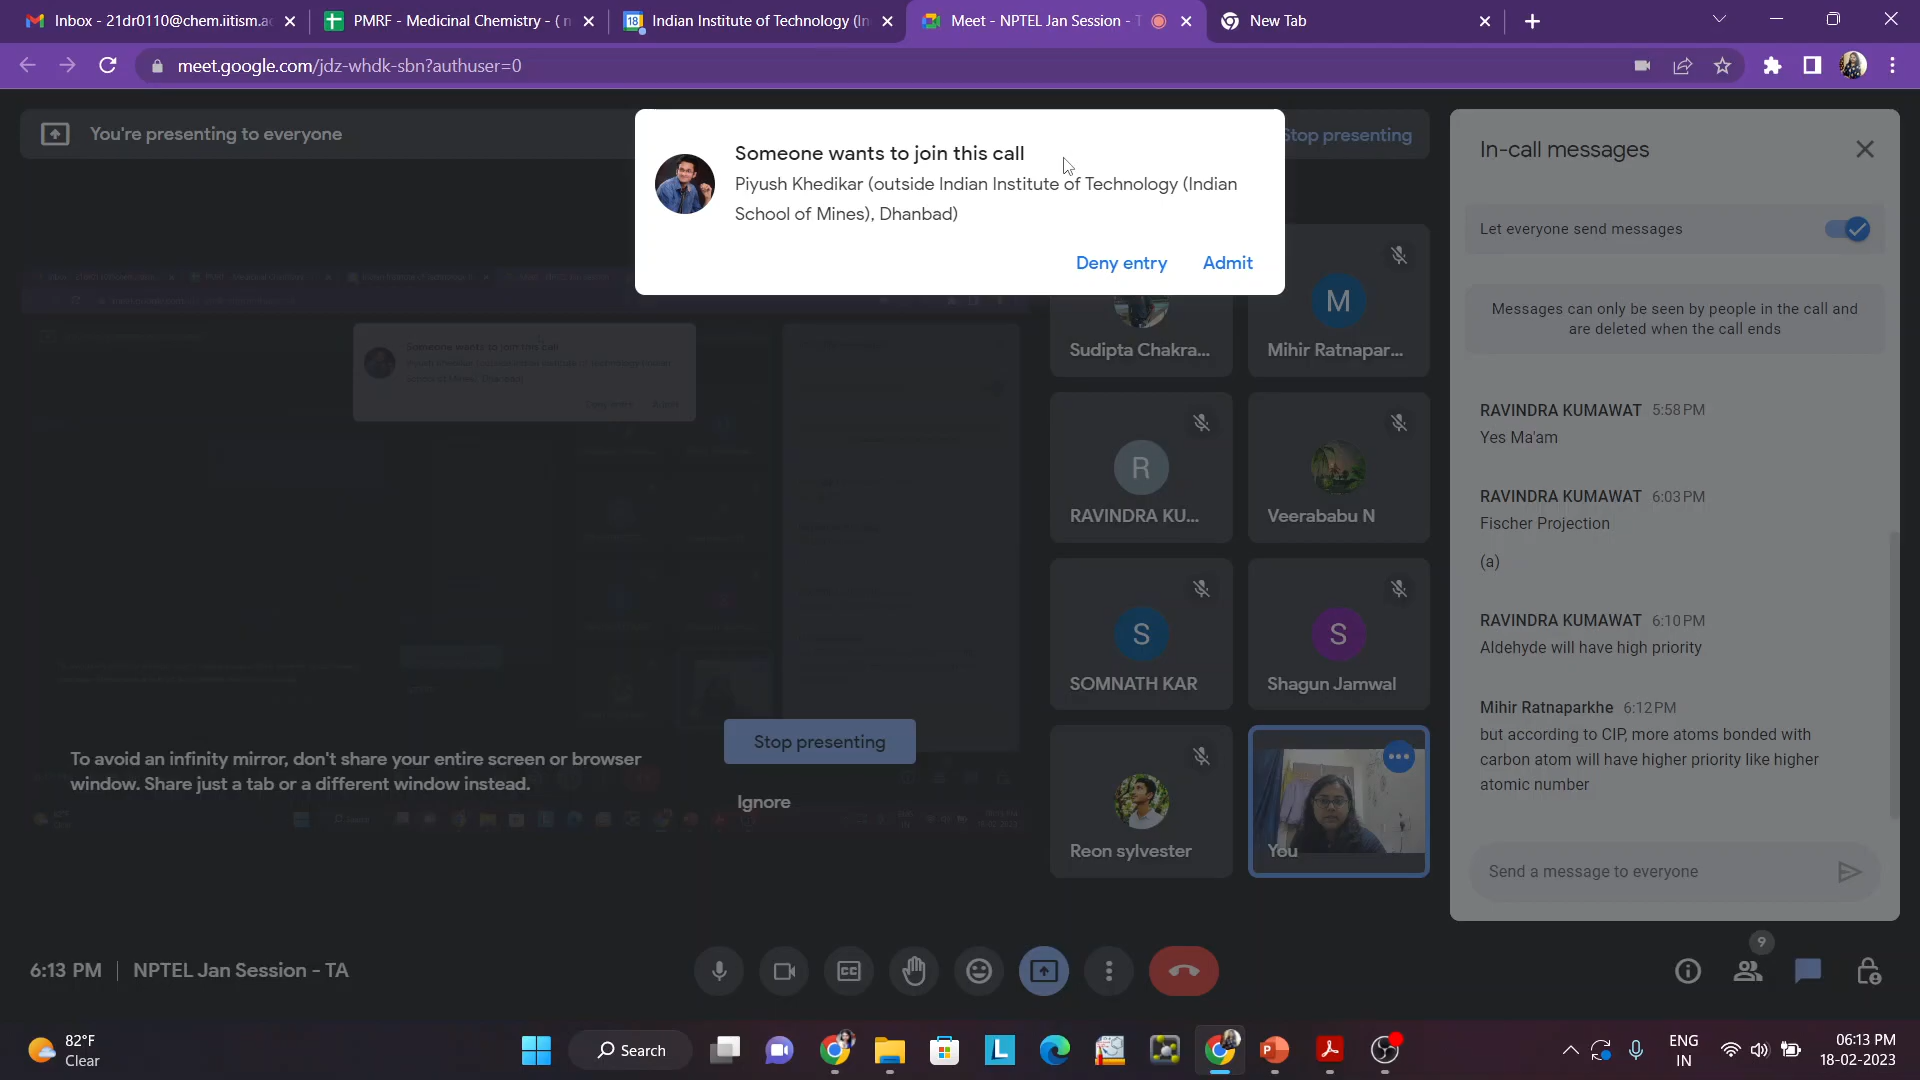 Inbox - 21dr0110@chem.iitism.ac
PMRF - Medicinal Chemistry - ( n
18
Indian Institute of Technology (In
Meet - NPTEL Jan Session - T
New Tab
meet.google.com/jdz-whdk-sbn?authuser=0
You're presenting to everyone
Stop presenting
Someone wants to join this call
Piyush Khedikar (outside Indian Institute of Technology (Indian
School of Mines), Dhanbad)
Deny entry
Admit
In-call messages
Let everyone send messages
Messages can only be seen by people in the call and
are deleted when the call ends
Sudipta Chakra...
M
Mihir Ratnapar...
R
RAVINDRA KU...
Veerababu N
S
SOMNATH KAR
S
Shagun Jamwal
Reon sylvester
You
RAVINDRA KUMAWAT 5:58 PM
Yes Ma'am
RAVINDRA KUMAWAT 6:03 PM
Fischer Projection
(a)
RAVINDRA KUMAWAT 6:10 PM
Aldehyde will have high priority
Mihir Ratnaparkhe 6:12 PM
but according to CIP, more atoms bonded with
carbon atom will have higher priority like higher
atomic number
Send a message to everyone
To avoid an infinity mirror, don't share your entire screen or browser
window. Share just a tab or a different window instead.
Stop presenting
Ignore
6:13 PM | NPTEL Jan Session - TA
9
82°F
Clear
Search
ENG
IN
06:13 PM
18-02-2023